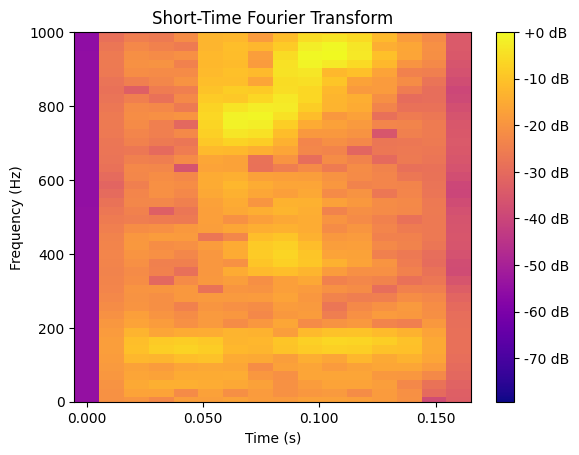 Short-Time Fourier Transform
1000
800
600
400
200
0
Frequency (Hz)
0.000
0.050
0.100
0.150
Time (s)
+0 dB
-10 dB
-20 dB
-30 dB
-40 dB
-50 dB
-60 dB
-70 dB